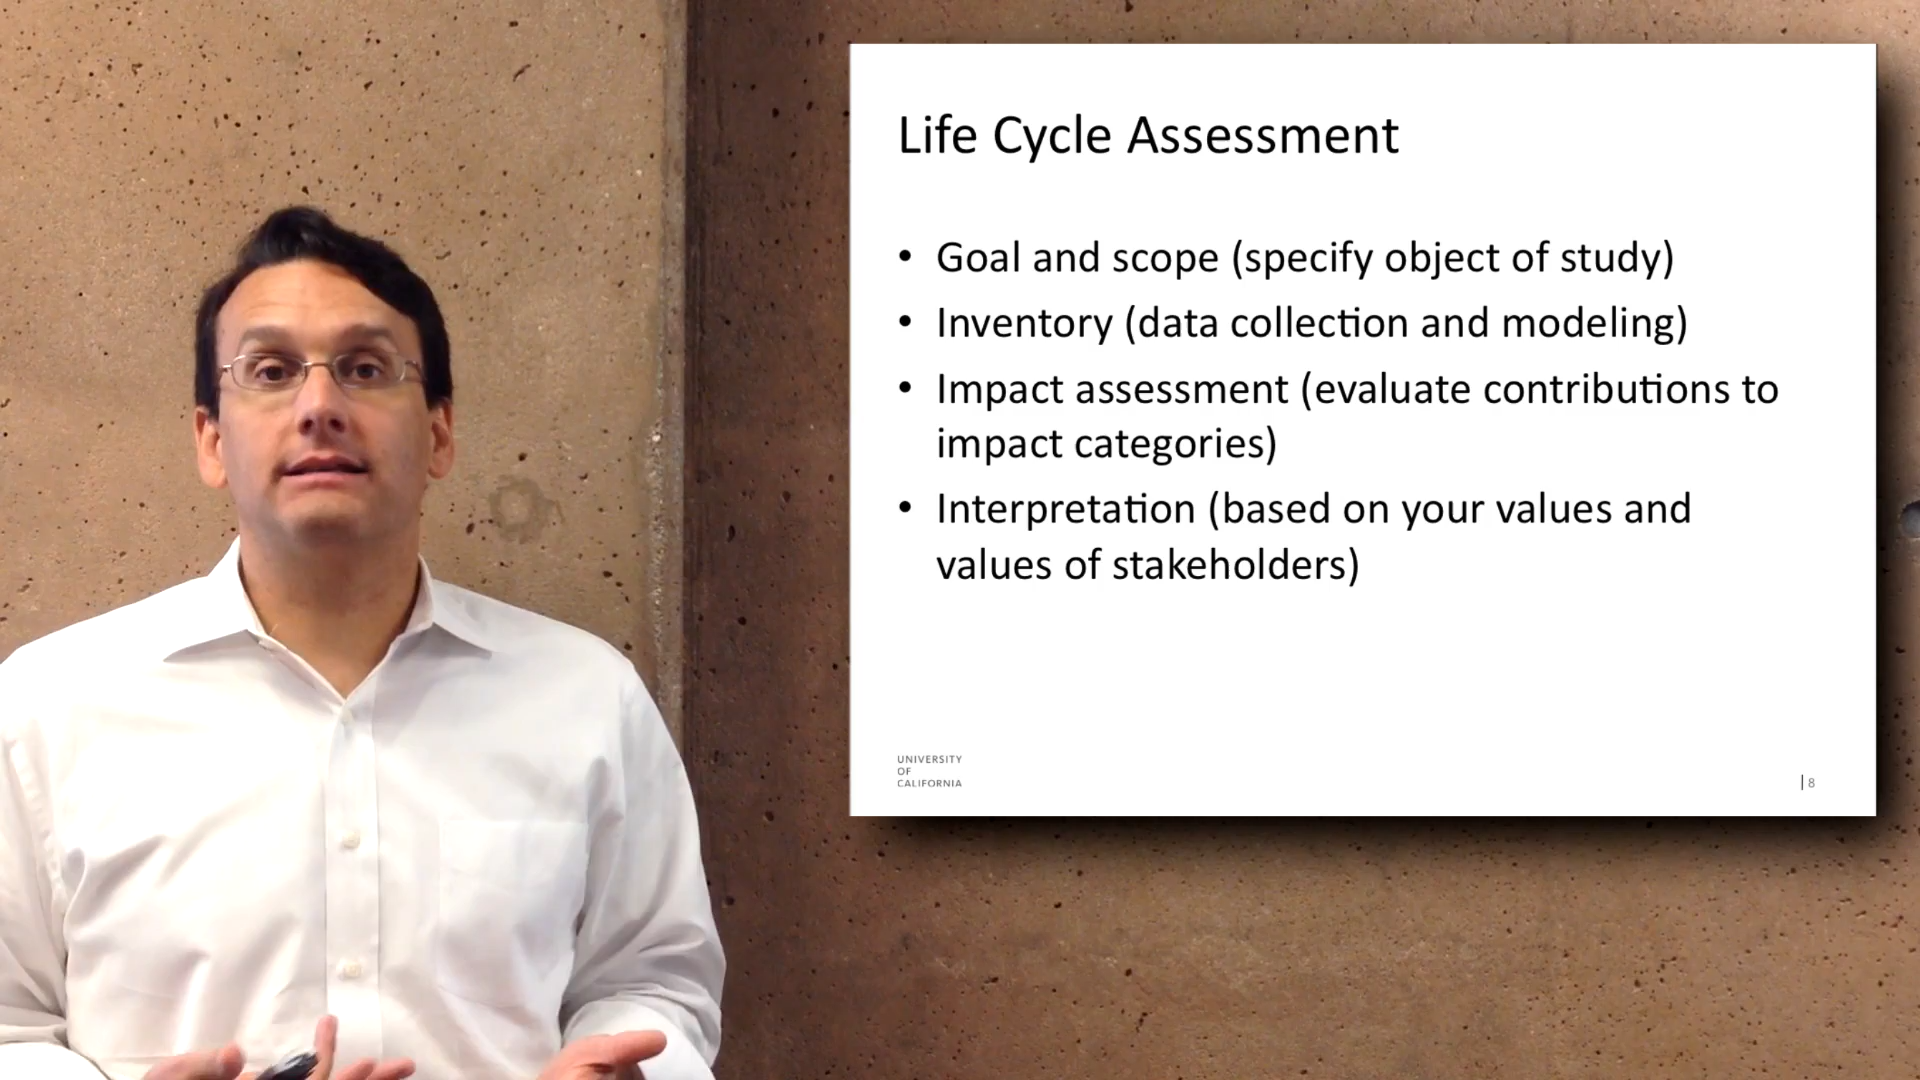 Life Cycle Assessment
• Goal and scope (specify object of study)
• Inventory (data collection and modeling)
• Impact assessment (evaluate contributions to
impact categories)
• Interpretation (based on your values and
values of stakeholders)
UNIVERSITY
OF
CALIFORNIA
| 8